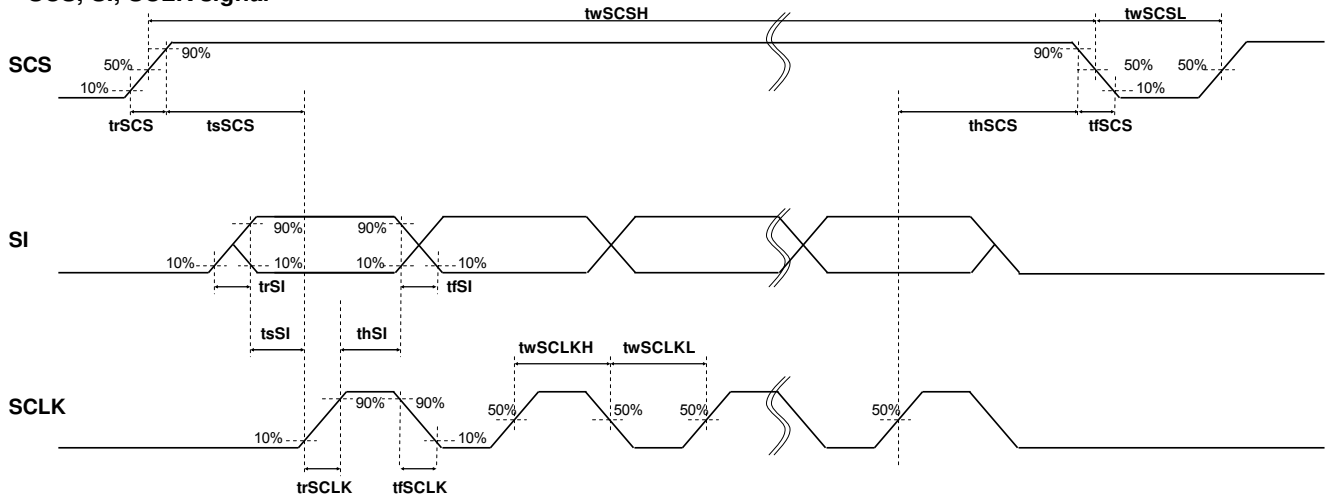 SCS, SI, SCLK signal
twSCSH twSCSL
SCS
90% 90%
50% 50% 50%
10% 10%
trSCS tsSCS thSCS tfSCS
SI
90% 90%
10% 10% 10% 10%
trSI tfSI
tsSI thSI
twSCLKH twSCLKL
SCLK
90% 90% 50% 50% 50% 50%
10% 10%
trSCLK tfSCLK